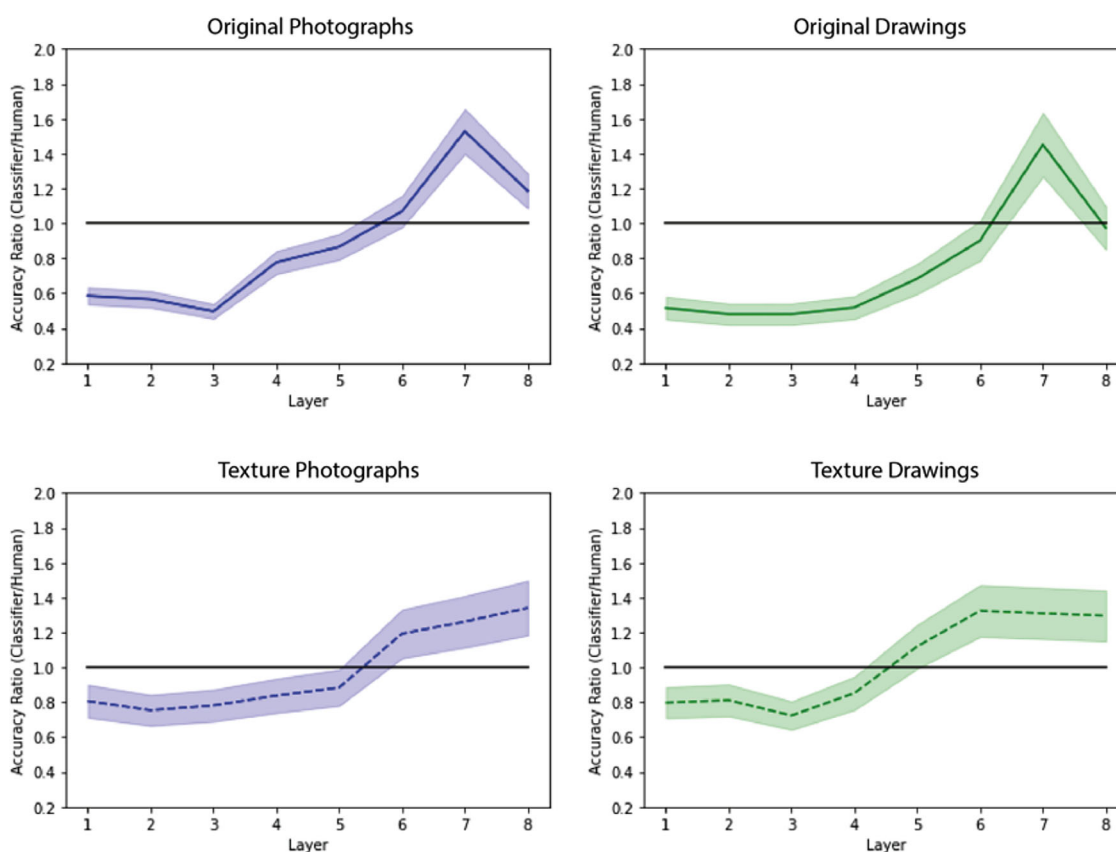 Original Photographs
Accuracy Ratio (Classifier/Human)
2.0
1.8
1.6
1.4
1.2
1.0
0.8
0.6
0.4
0.2
1 2 3 4 5 6 7 8
Layer
Original Drawings
Accuracy Ratio (Classifier/Human)
2.0
1.8
1.6
1.4
1.2
1.0
0.8
0.6
0.4
0.2
1 2 3 4 5 6 7 8
Layer
Texture Photographs
Accuracy Ratio (Classifier/Human)
2.0
1.8
1.6
1.4
1.2
1.0
0.8
0.6
0.4
0.2
1 2 3 4 5 6 7 8
Layer
Texture Drawings
Accuracy Ratio (Classifier/Human)
2.0
1.8
1.6
1.4
1.2
1.0
0.8
0.6
0.4
0.2
1 2 3 4 5 6 7 8
Layer